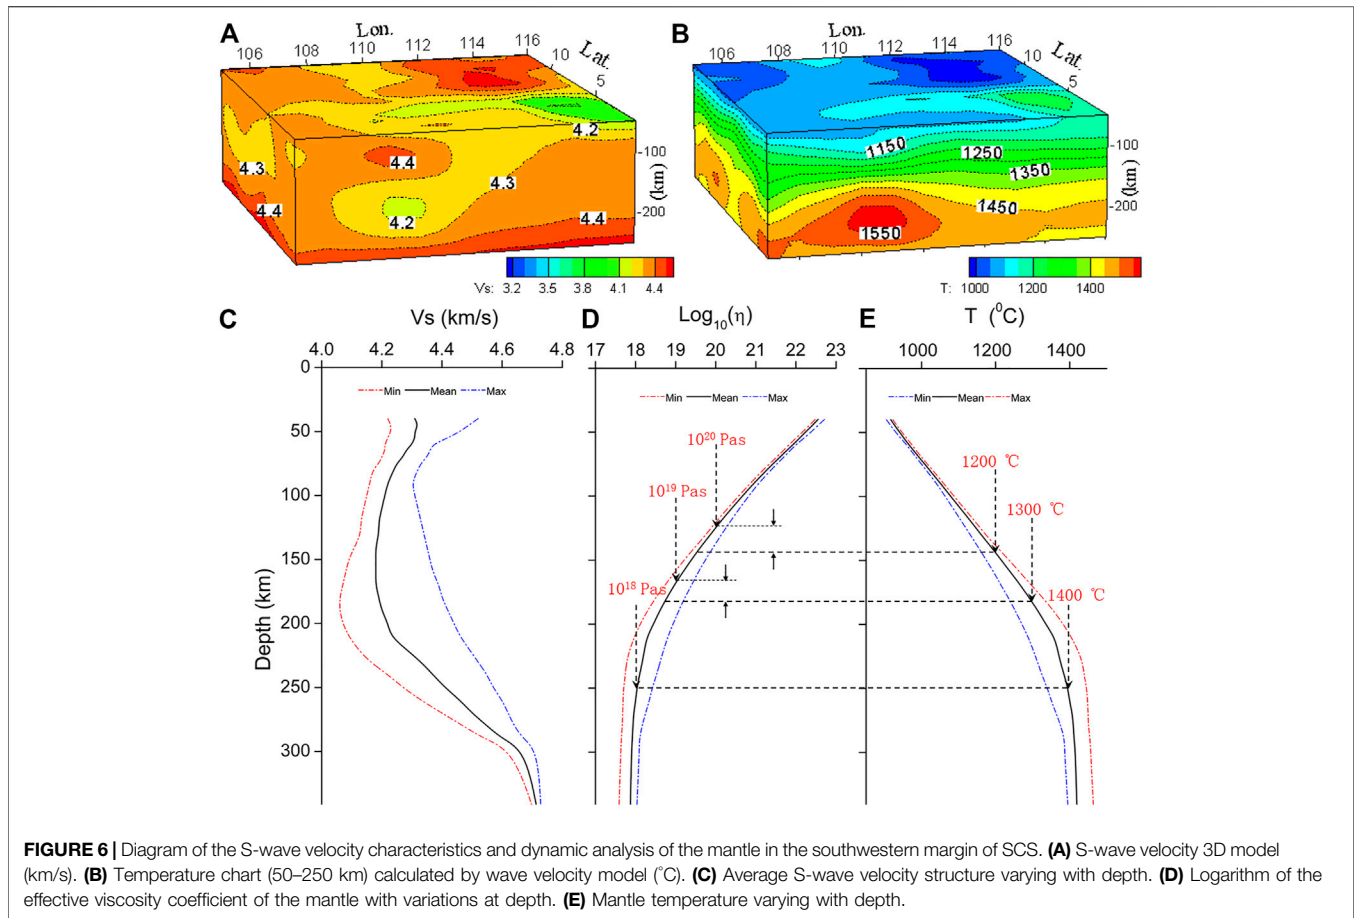 A
Lon.
106 108 110 112 114 116
Lat.
10
5
4.2
4.4
4.3
4.3
4.4
4.2
4.4
-100
(km)
-200
Vs: 3.2 3.5 3.8 4.1 4.4
B
Lon.
106 108 110 112 114 116
Lat.
10
5
1150
1250
1350
1450
1550
-100
(km)
-200
T: 1000 1200 1400
C
Vs (km/s)
4.0 4.2 4.4 4.6 4.8
Min Mean Max
0
50
100
150
200
250
300
Depth (km)
D
Log10(η)
17 18 19 20 21 22 23
Min Mean Max
10²⁰ Pas
10¹⁹ Pas
10¹⁸ Pas
E
T (⁰C)
1000 1200 1400
Min Mean Max
1200 ℃
1300 ℃
1400 ℃
FIGURE 6 | Diagram of the S-wave velocity characteristics and dynamic analysis of the mantle in the southwestern margin of SCS. (A) S-wave velocity 3D model
(km/s). (B) Temperature chart (50–250 km) calculated by wave velocity model (°C). (C) Average S-wave velocity structure varying with depth. (D) Logarithm of the
effective viscosity coefficient of the mantle with variations at depth. (E) Mantle temperature varying with depth.